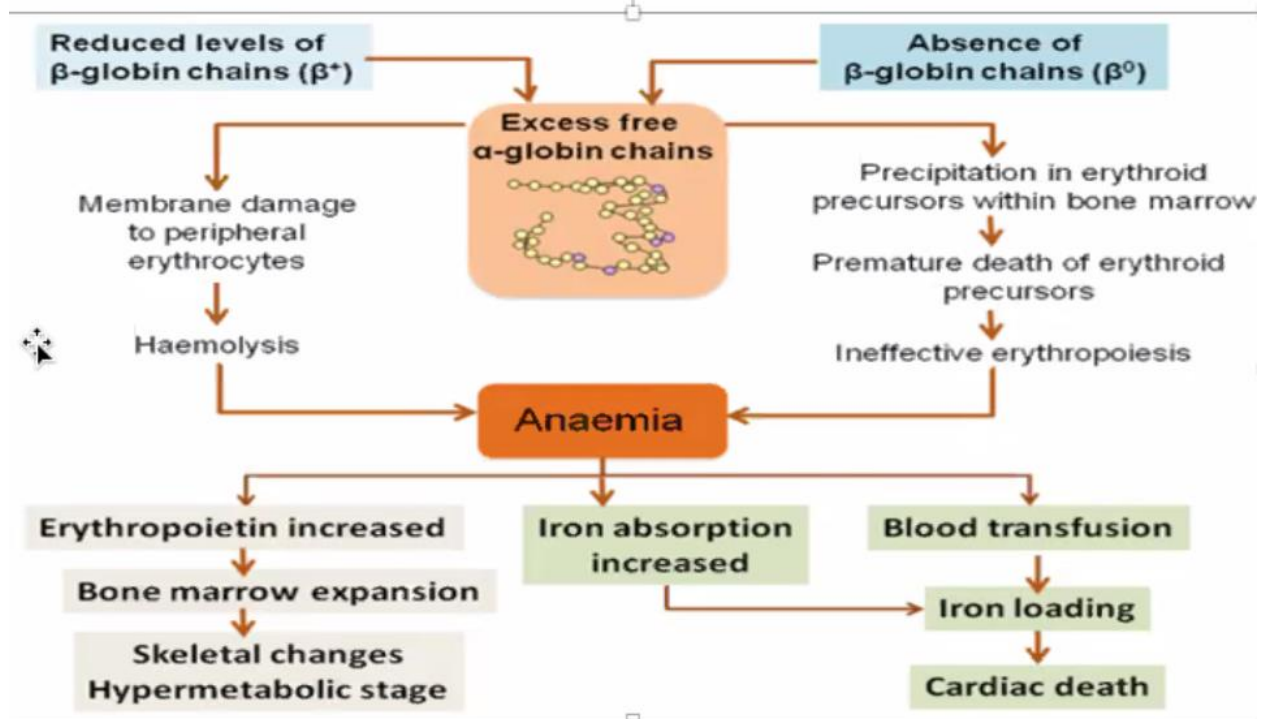 Reduced levels of
β-globin chains (β⁺)
Absence of
β-globin chains (β⁰)
Excess free
α-globin chains
Membrane damage
to peripheral
erythrocytes
Haemolysis
Precipitation in erythroid
precursors within bone marrow
Premature death of erythroid
precursors
Ineffective erythropoiesis
Anaemia
Erythropoietin increased
Bone marrow expansion
Skeletal changes
Hypermetabolic stage
Iron absorption
increased
Blood transfusion
Iron loading
Cardiac death